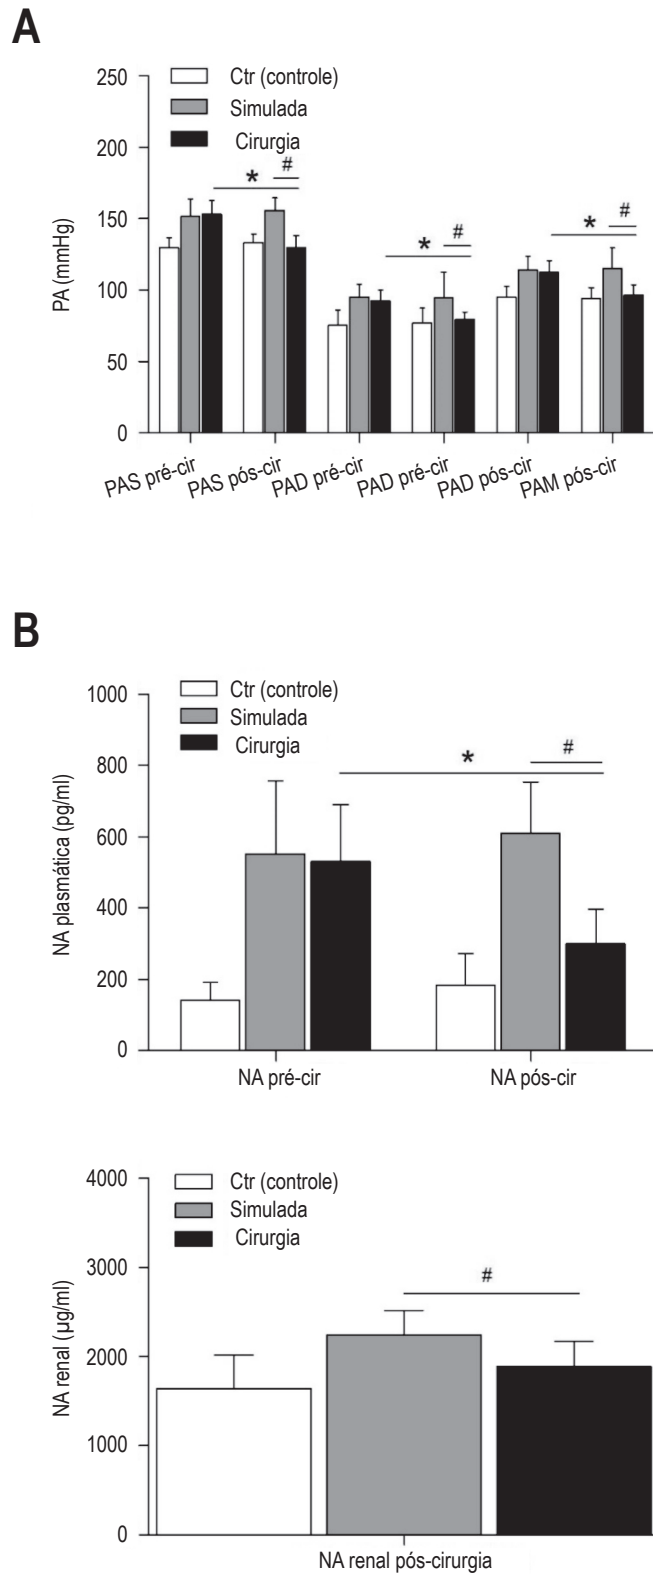 A
Ctr (controle)
Simulada
Cirurgia
250
200
150
100
50
0
PA (mmHg)
* #
* #
* #
PAS pré-cir
PAS pós-cir
PAD pré-cir
PAD pré-cir
PAD pós-cir
PAM pós-cir
B
Ctr (controle)
Simulada
Cirurgia
1000
800
600
400
200
0
NA plasmática (pg/ml)
* #
NA pré-cir
NA pós-cir
Ctr (controle)
Simulada
Cirurgia
4000
3000
2000
1000
0
NA renal (µg/ml)
#
NA renal pós-cirurgia